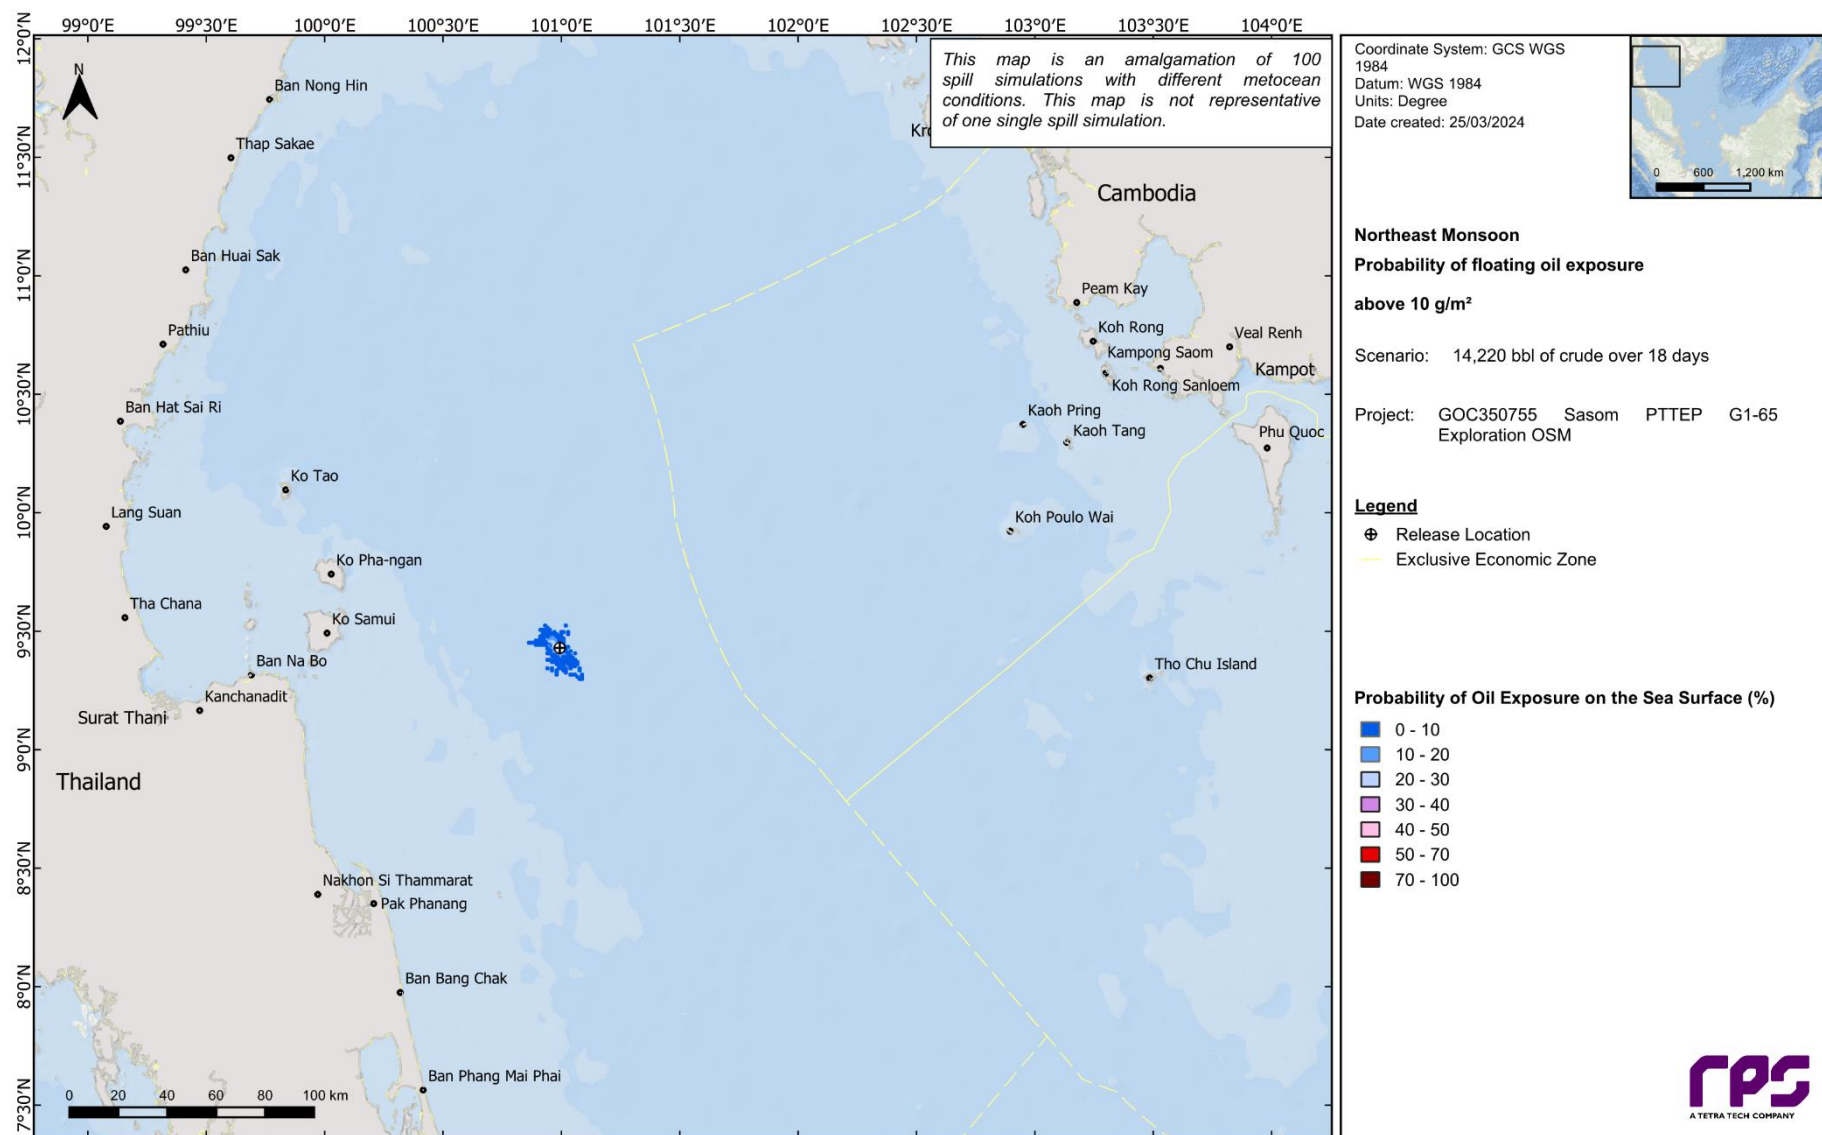 99°0'E 99°30'E 100°0'E 100°30'E 101°0'E 101°30'E 102°0'E 102°30'E 103°0'E 103°30'E 104°0'E
12°0'N
11°30'N
11°0'N
10°30'N
10°0'N
9°30'N
9°0'N
8°30'N
8°0'N
7°30'N
N
This map is an amalgamation of 100
spill simulations with different metocean
conditions. This map is not representative
of one single spill simulation.
Ban Nong Hin
Thap Sakae
Kro
Cambodia
Ban Huai Sak
Peam Kay
Pathiu
Koh Rong
Veal Renh
Kampong Saom
Kampot
Koh Rong Sanloem
Ban Hat Sai Ri
Kaoh Pring
Kaoh Tang
Phu Quoc
Ko Tao
Lang Suan
Koh Poulo Wai
Ko Pha-ngan
Tha Chana
Ko Samui
Ban Na Bo
Tho Chu Island
Kanchanadit
Surat Thani
Thailand
Nakhon Si Thammarat
Pak Phanang
Ban Bang Chak
Ban Phang Mai Phai
0 20 40 60 80 100 km
Coordinate System: GCS WGS
1984
Datum: WGS 1984
Units: Degree
Date created: 25/03/2024
0 600 1,200 km
Northeast Monsoon
Probability of floating oil exposure
above 10 g/m²
Scenario: 14,220 bbl of crude over 18 days
Project: GOC350755 Sasom PTTEP G1-65
Exploration OSM
Legend
Release Location
Exclusive Economic Zone
Probability of Oil Exposure on the Sea Surface (%)
0 - 10
10 - 20
20 - 30
30 - 40
40 - 50
50 - 70
70 - 100
rps
A TETRA TECH COMPANY